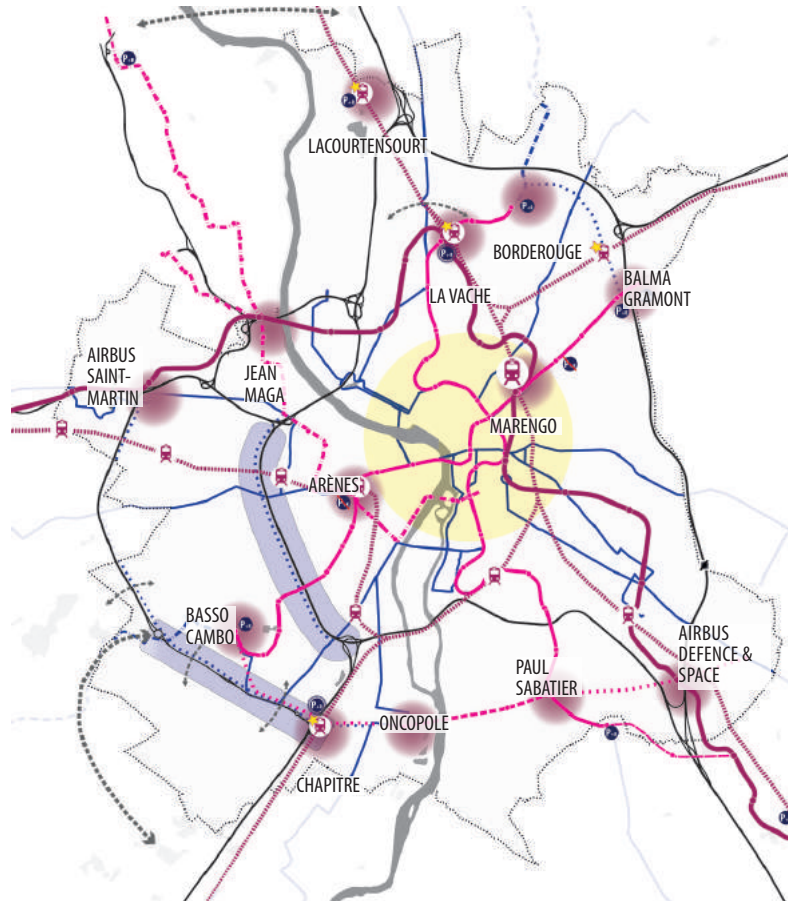 LACOURTENSOURT
BORDEROUGE
BALMA
GRAMONT
LA VACHE
AIRBUS
SAINT-
MARTIN
JEAN
MAGA
MARENGO
ARÈNES
BASSO
CAMBO
AIRBUS
DEFENCE &
SPACE
PAUL
SABATIER
ONCOPOLE
CHAPITRE